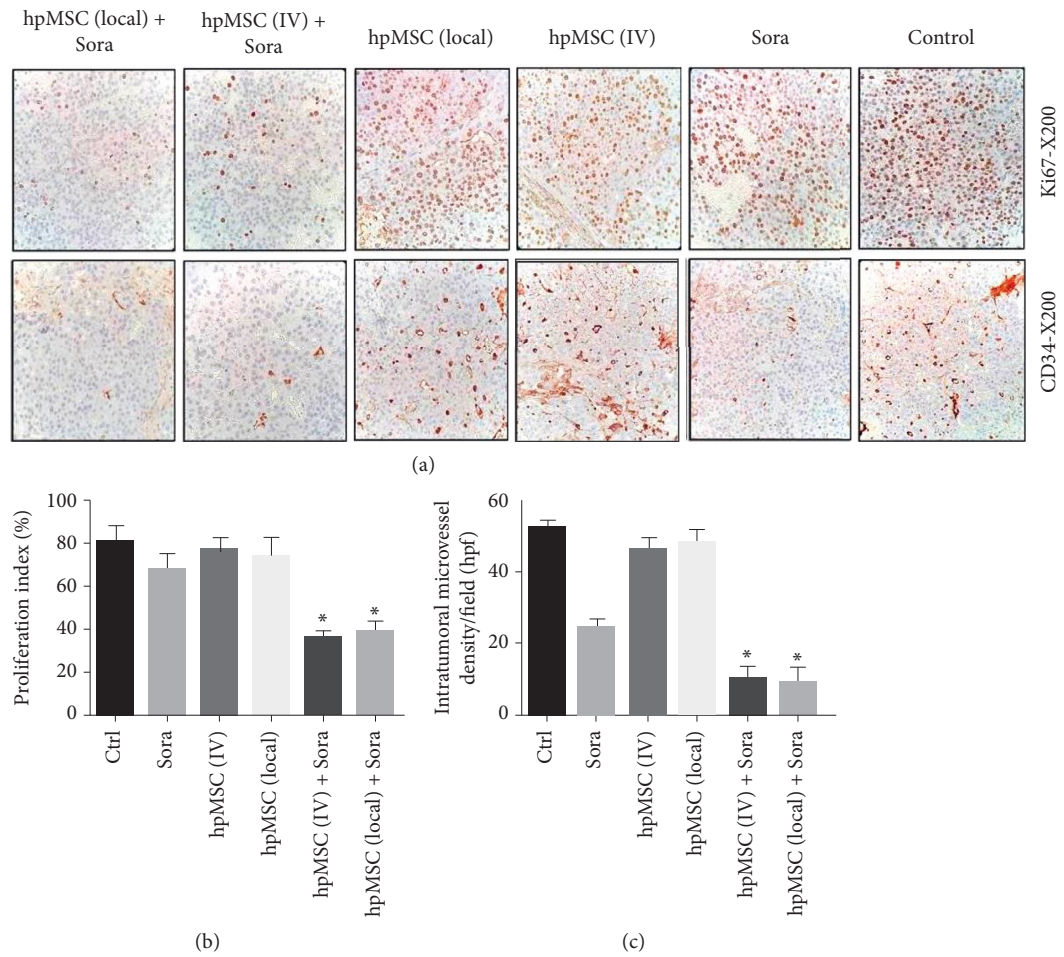 hpMSC (local) +
Sora
hpMSC (IV) +
Sora
hpMSC (local)
hpMSC (IV)
Sora
Control
Ki67-X200
CD34-X200
(a)
Proliferation index (%)
100
80
60
40
20
0
*
*
Ctrl
Sora
hpMSC (IV)
hpMSC (local)
hpMSC (IV) + Sora
hpMSC (local) + Sora
(b)
Intratumoral microvessel
density/field (hpf)
60
40
20
0
*
*
Ctrl
Sora
hpMSC (IV)
hpMSC (local)
hpMSC (IV) + Sora
hpMSC (local) + Sora
(c)